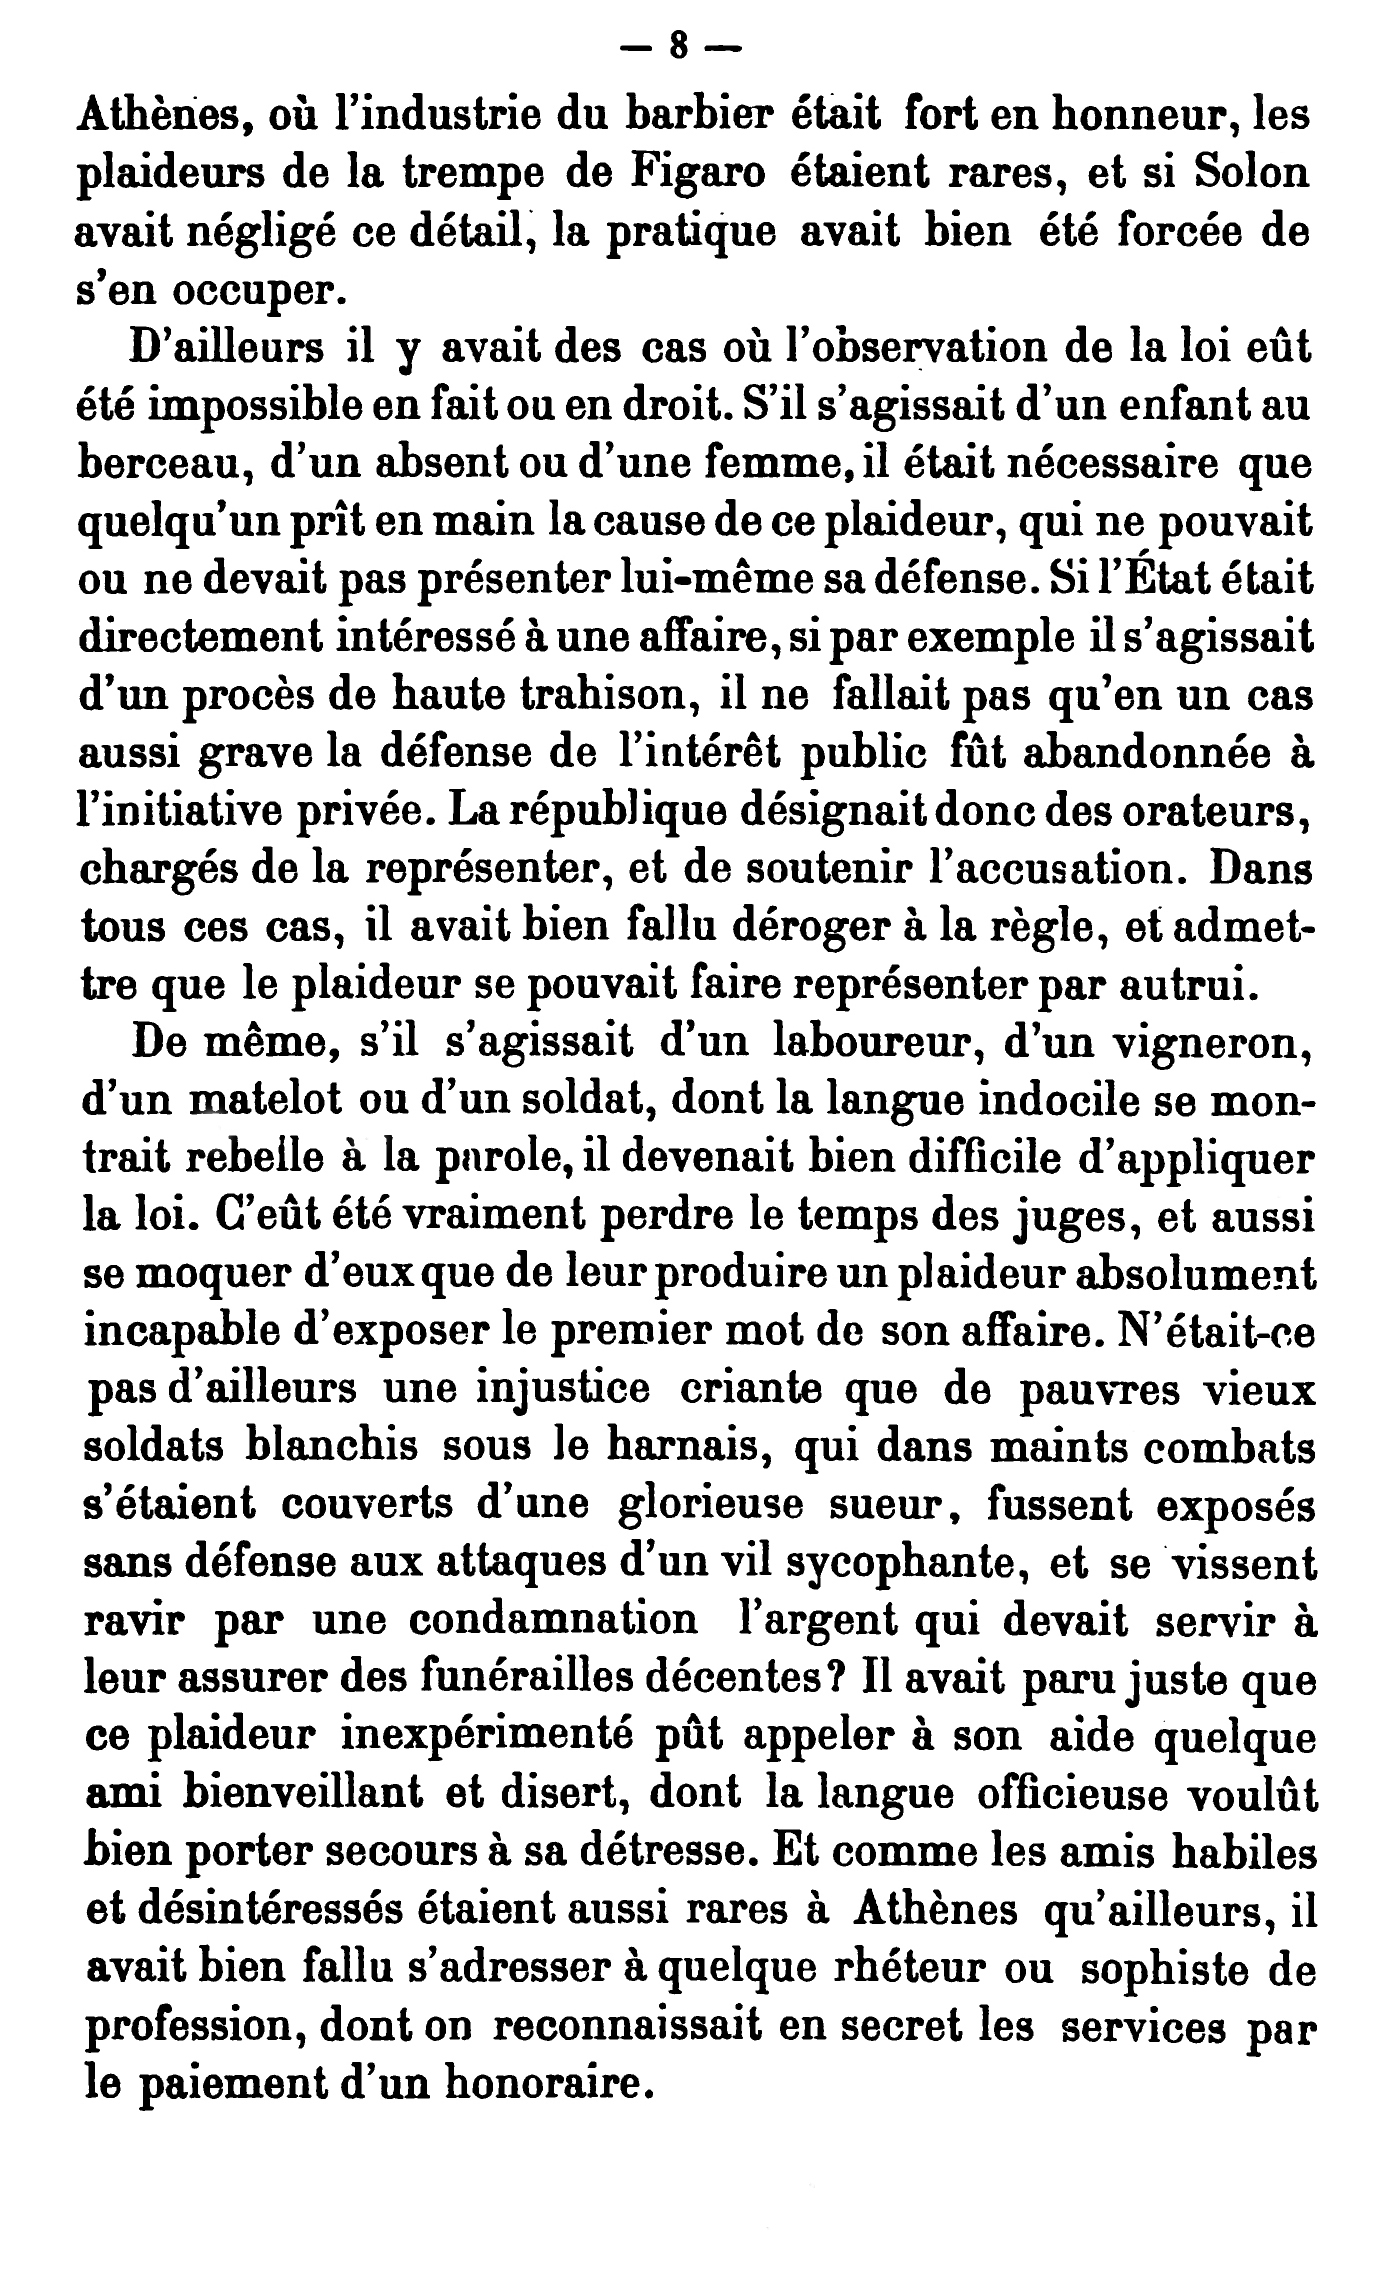 — 8 —
Athènes, où l'industrie du barbier était fort en honneur, les
plaideurs de la trempe de Figaro étaient rares, et si Solon
avait négligé ce détail, la pratique avait bien été forcée de
s'en occuper.
D'ailleurs il y avait des cas où l'observation de la loi eût
été impossible en fait ou en droit. S'il s'agissait d'un enfant au
berceau, d'un absent ou d'une femme, il était nécessaire que
quelqu'un prît en main la cause de ce plaideur, qui ne pouvait
ou ne devait pas présenter lui-même sa défense. Si l'État était
directement intéressé à une affaire, si par exemple il s'agissait
d'un procès de haute trahison, il ne fallait pas qu'en un cas
aussi grave la défense de l'intérêt public fût abandonnée à
l'initiative privée. La république désignait donc des orateurs,
chargés de la représenter, et de soutenir l'accusation. Dans
tous ces cas, il avait bien fallu déroger à la règle, et admet-
tre que le plaideur se pouvait faire représenter par autrui.
De même, s'il s'agissait d'un laboureur, d'un vigneron,
d'un matelot ou d'un soldat, dont la langue indocile se mon-
trait rebelle à la parole, il devenait bien difficile d'appliquer
la loi. C'eût été vraiment perdre le temps des juges, et aussi
se moquer d'eux que de leur produire un plaideur absolument
incapable d'exposer le premier mot de son affaire. N'était-ce
pas d'ailleurs une injustice criante que de pauvres vieux
soldats blanchis sous le harnais, qui dans maints combats
s'étaient couverts d'une glorieuse sueur, fussent exposés
sans défense aux attaques d'un vil sycophante, et se vissent
ravir par une condamnation l'argent qui devait servir à
leur assurer des funérailles décentes? Il avait paru juste que
ce plaideur inexpérimenté pût appeler à son aide quelque
ami bienveillant et disert, dont la langue officieuse voulût
bien porter secours à sa détresse. Et comme les amis habiles
et désintéressés étaient aussi rares à Athènes qu'ailleurs, il
avait bien fallu s'adresser à quelque rhéteur ou sophiste de
profession, dont on reconnaissait en secret les services par
le paiement d'un honoraire.